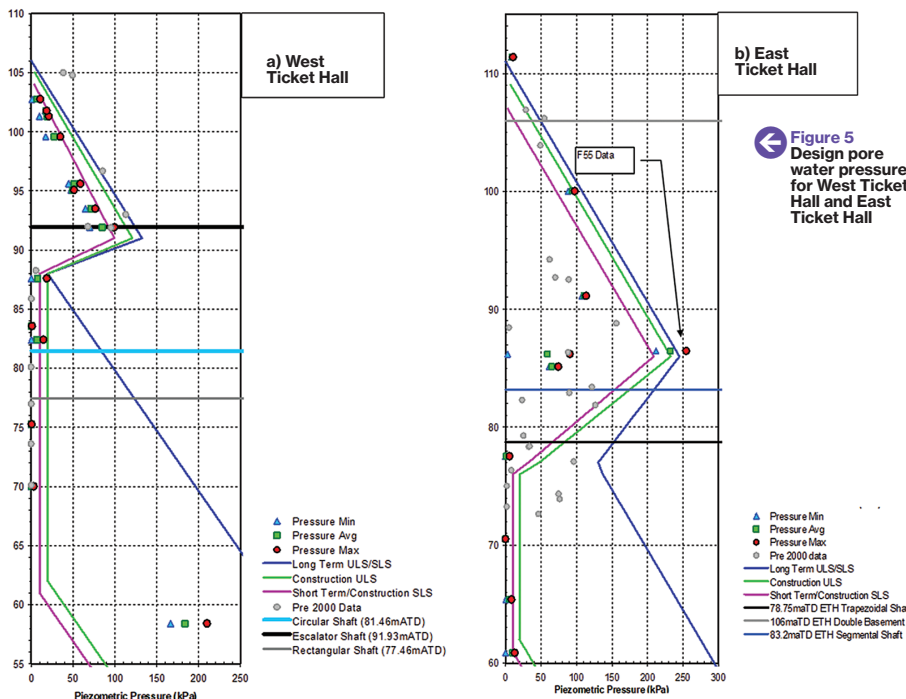 a) West
Ticket Hall
110
105
100
95
90
85
80
75
70
65
60
55
0 50 100 150 200 250
Piezometric Pressure (kPa)
Pressure Min
Pressure Avg
Pressure Max
Long Term ULS/SLS
Construction ULS
Short Term/Construction SLS
Pre 2000 Data
Circular Shaft (81.46mATD)
Escalator Shaft (91.93mATD)
Rectangular Shaft (77.46mATD)
b) East
Ticket Hall
110
100
90
80
70
60
0 50 100 150 200 250 300
Piezometric Pressure (kPa)
F55 Data
Pressure Min
Pressure Avg
Pressure Max
Pre 2000 data
Long Term ULS/SLS
Construction ULS
Short Term/Construction SLS
78.75maTD ETH Trapezoidal Sha
106maTD ETH Double Basement
83.2maTD ETH Segmental Shaft
Figure 5
Design pore
water pressure
for West Ticket
Hall and East
Ticket Hall